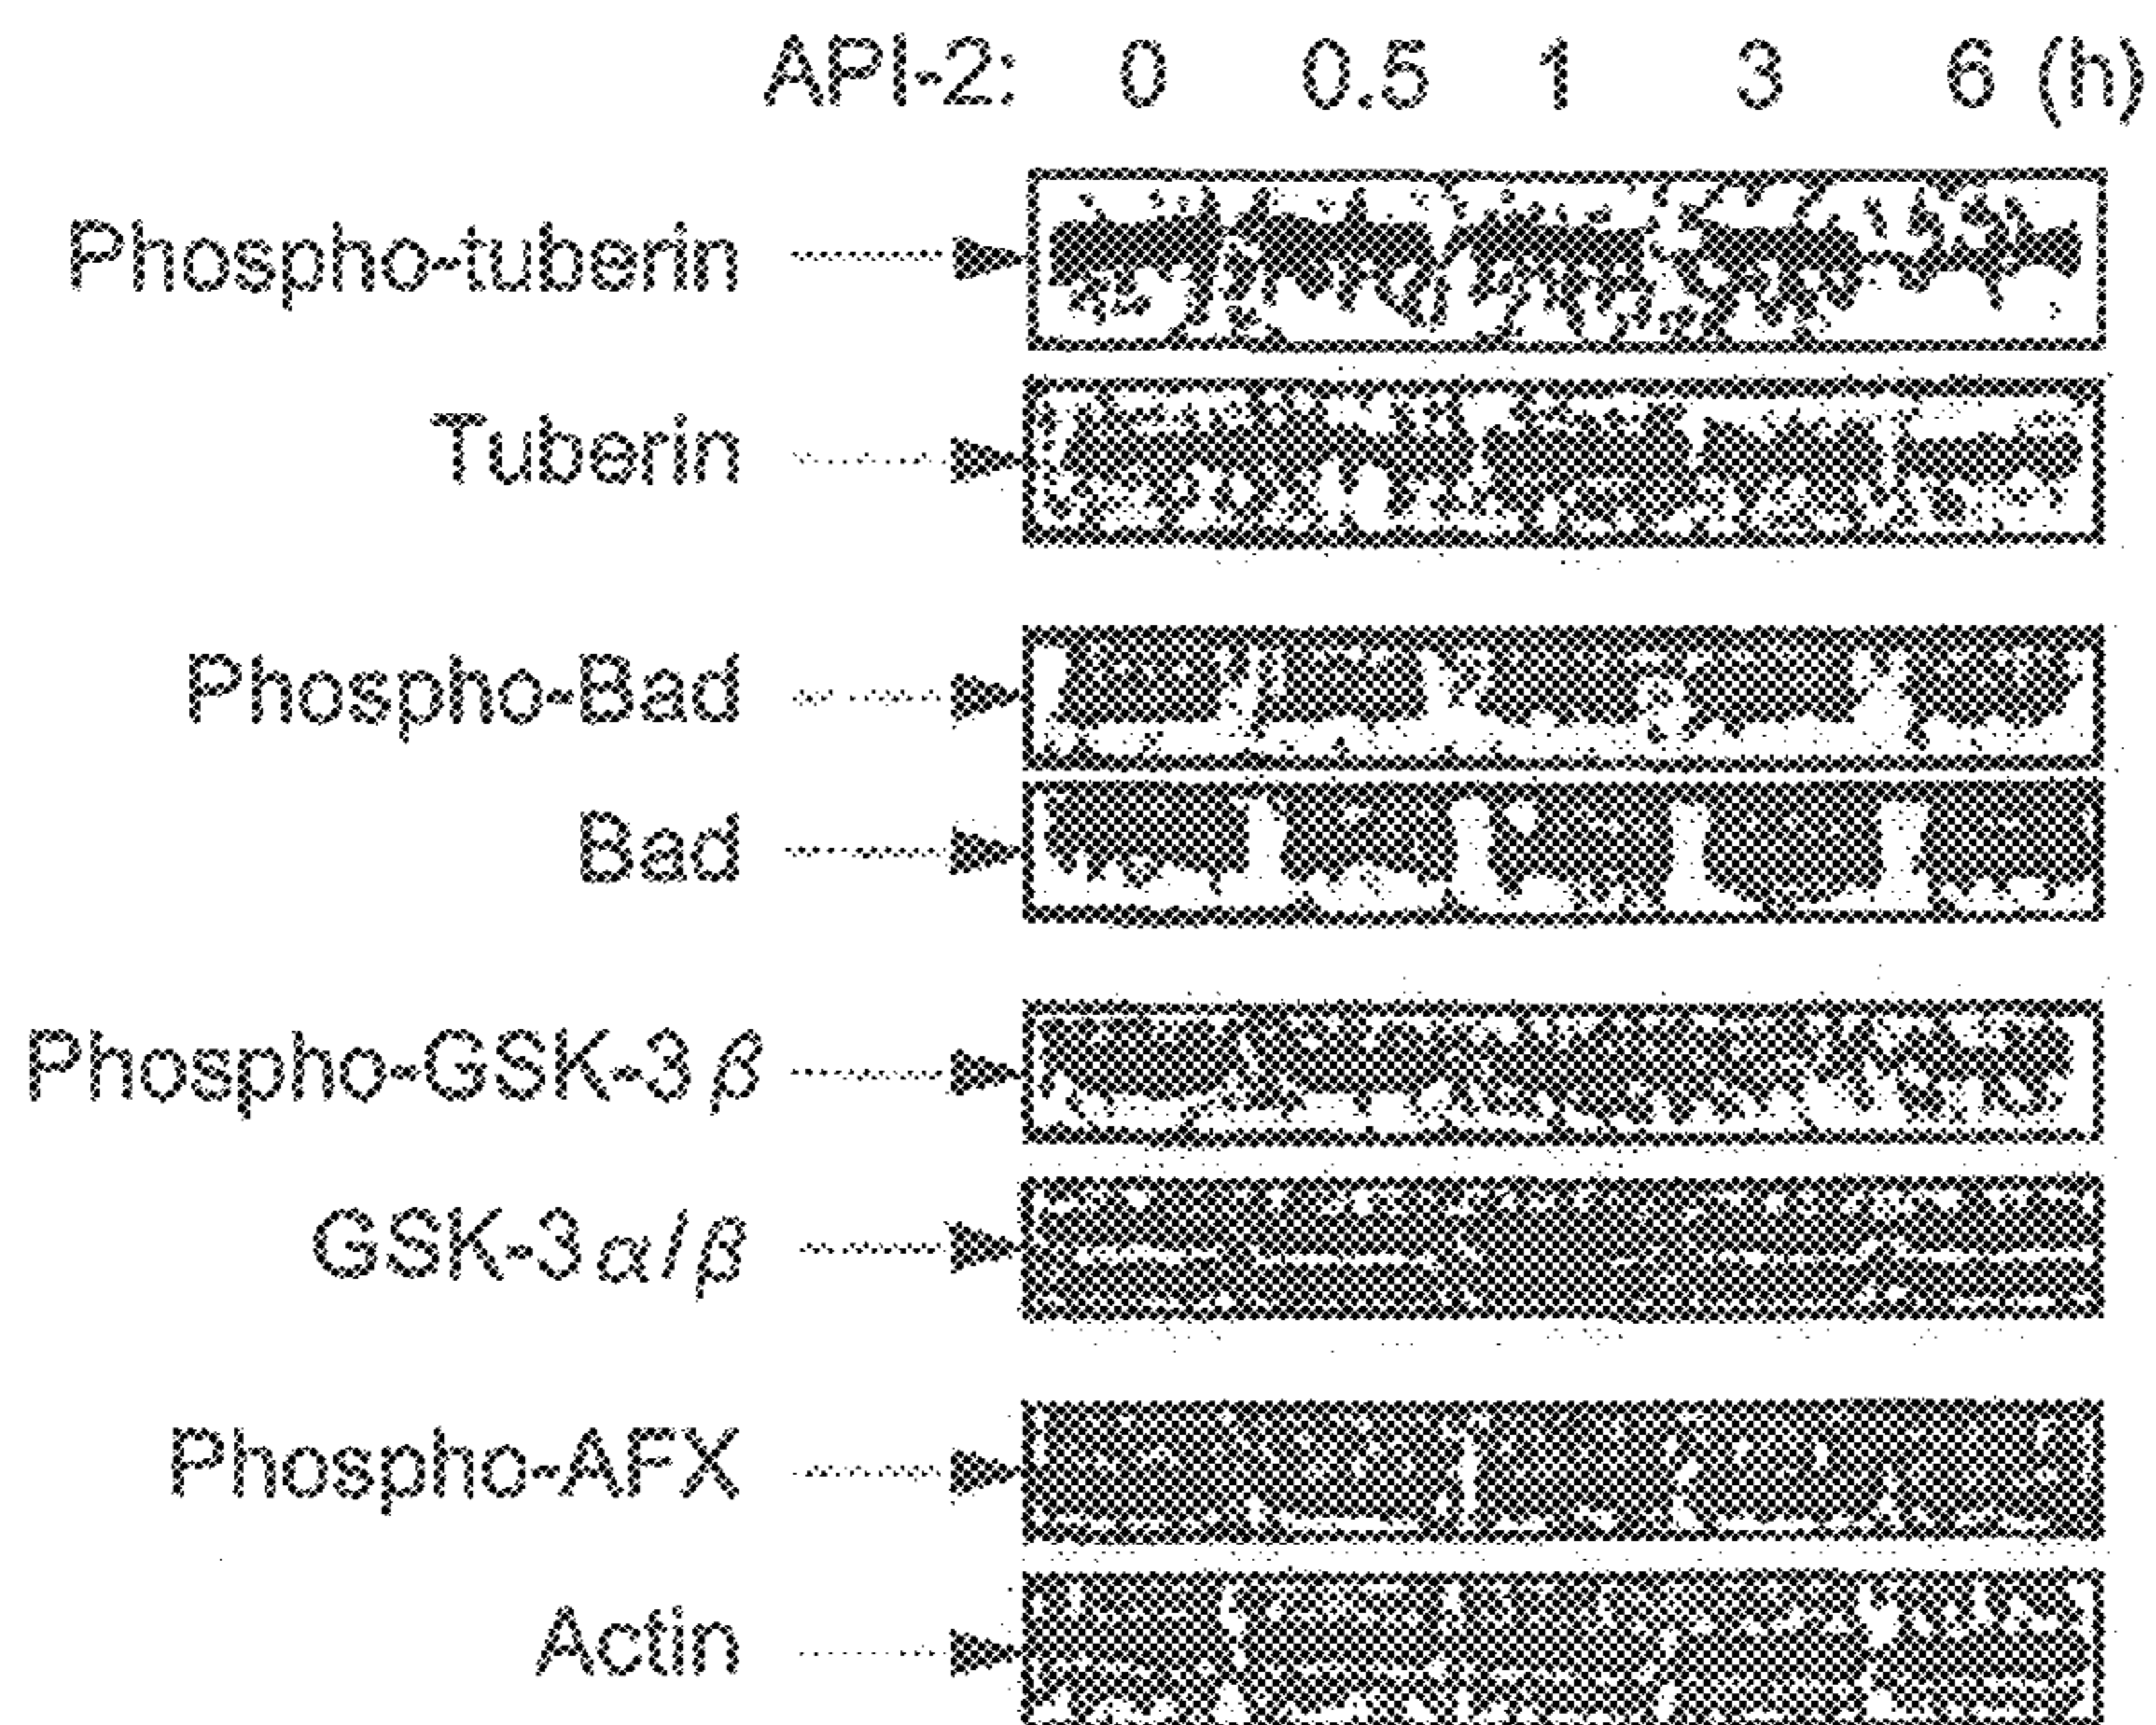 API-2: 0 0.5 1 3 6 (h)
Phospho-tuberin
Tuberin
Phospho-Bad
Bad
Phospho-GSK-3β
GSK-3α/β
Phospho-AFX
Actin